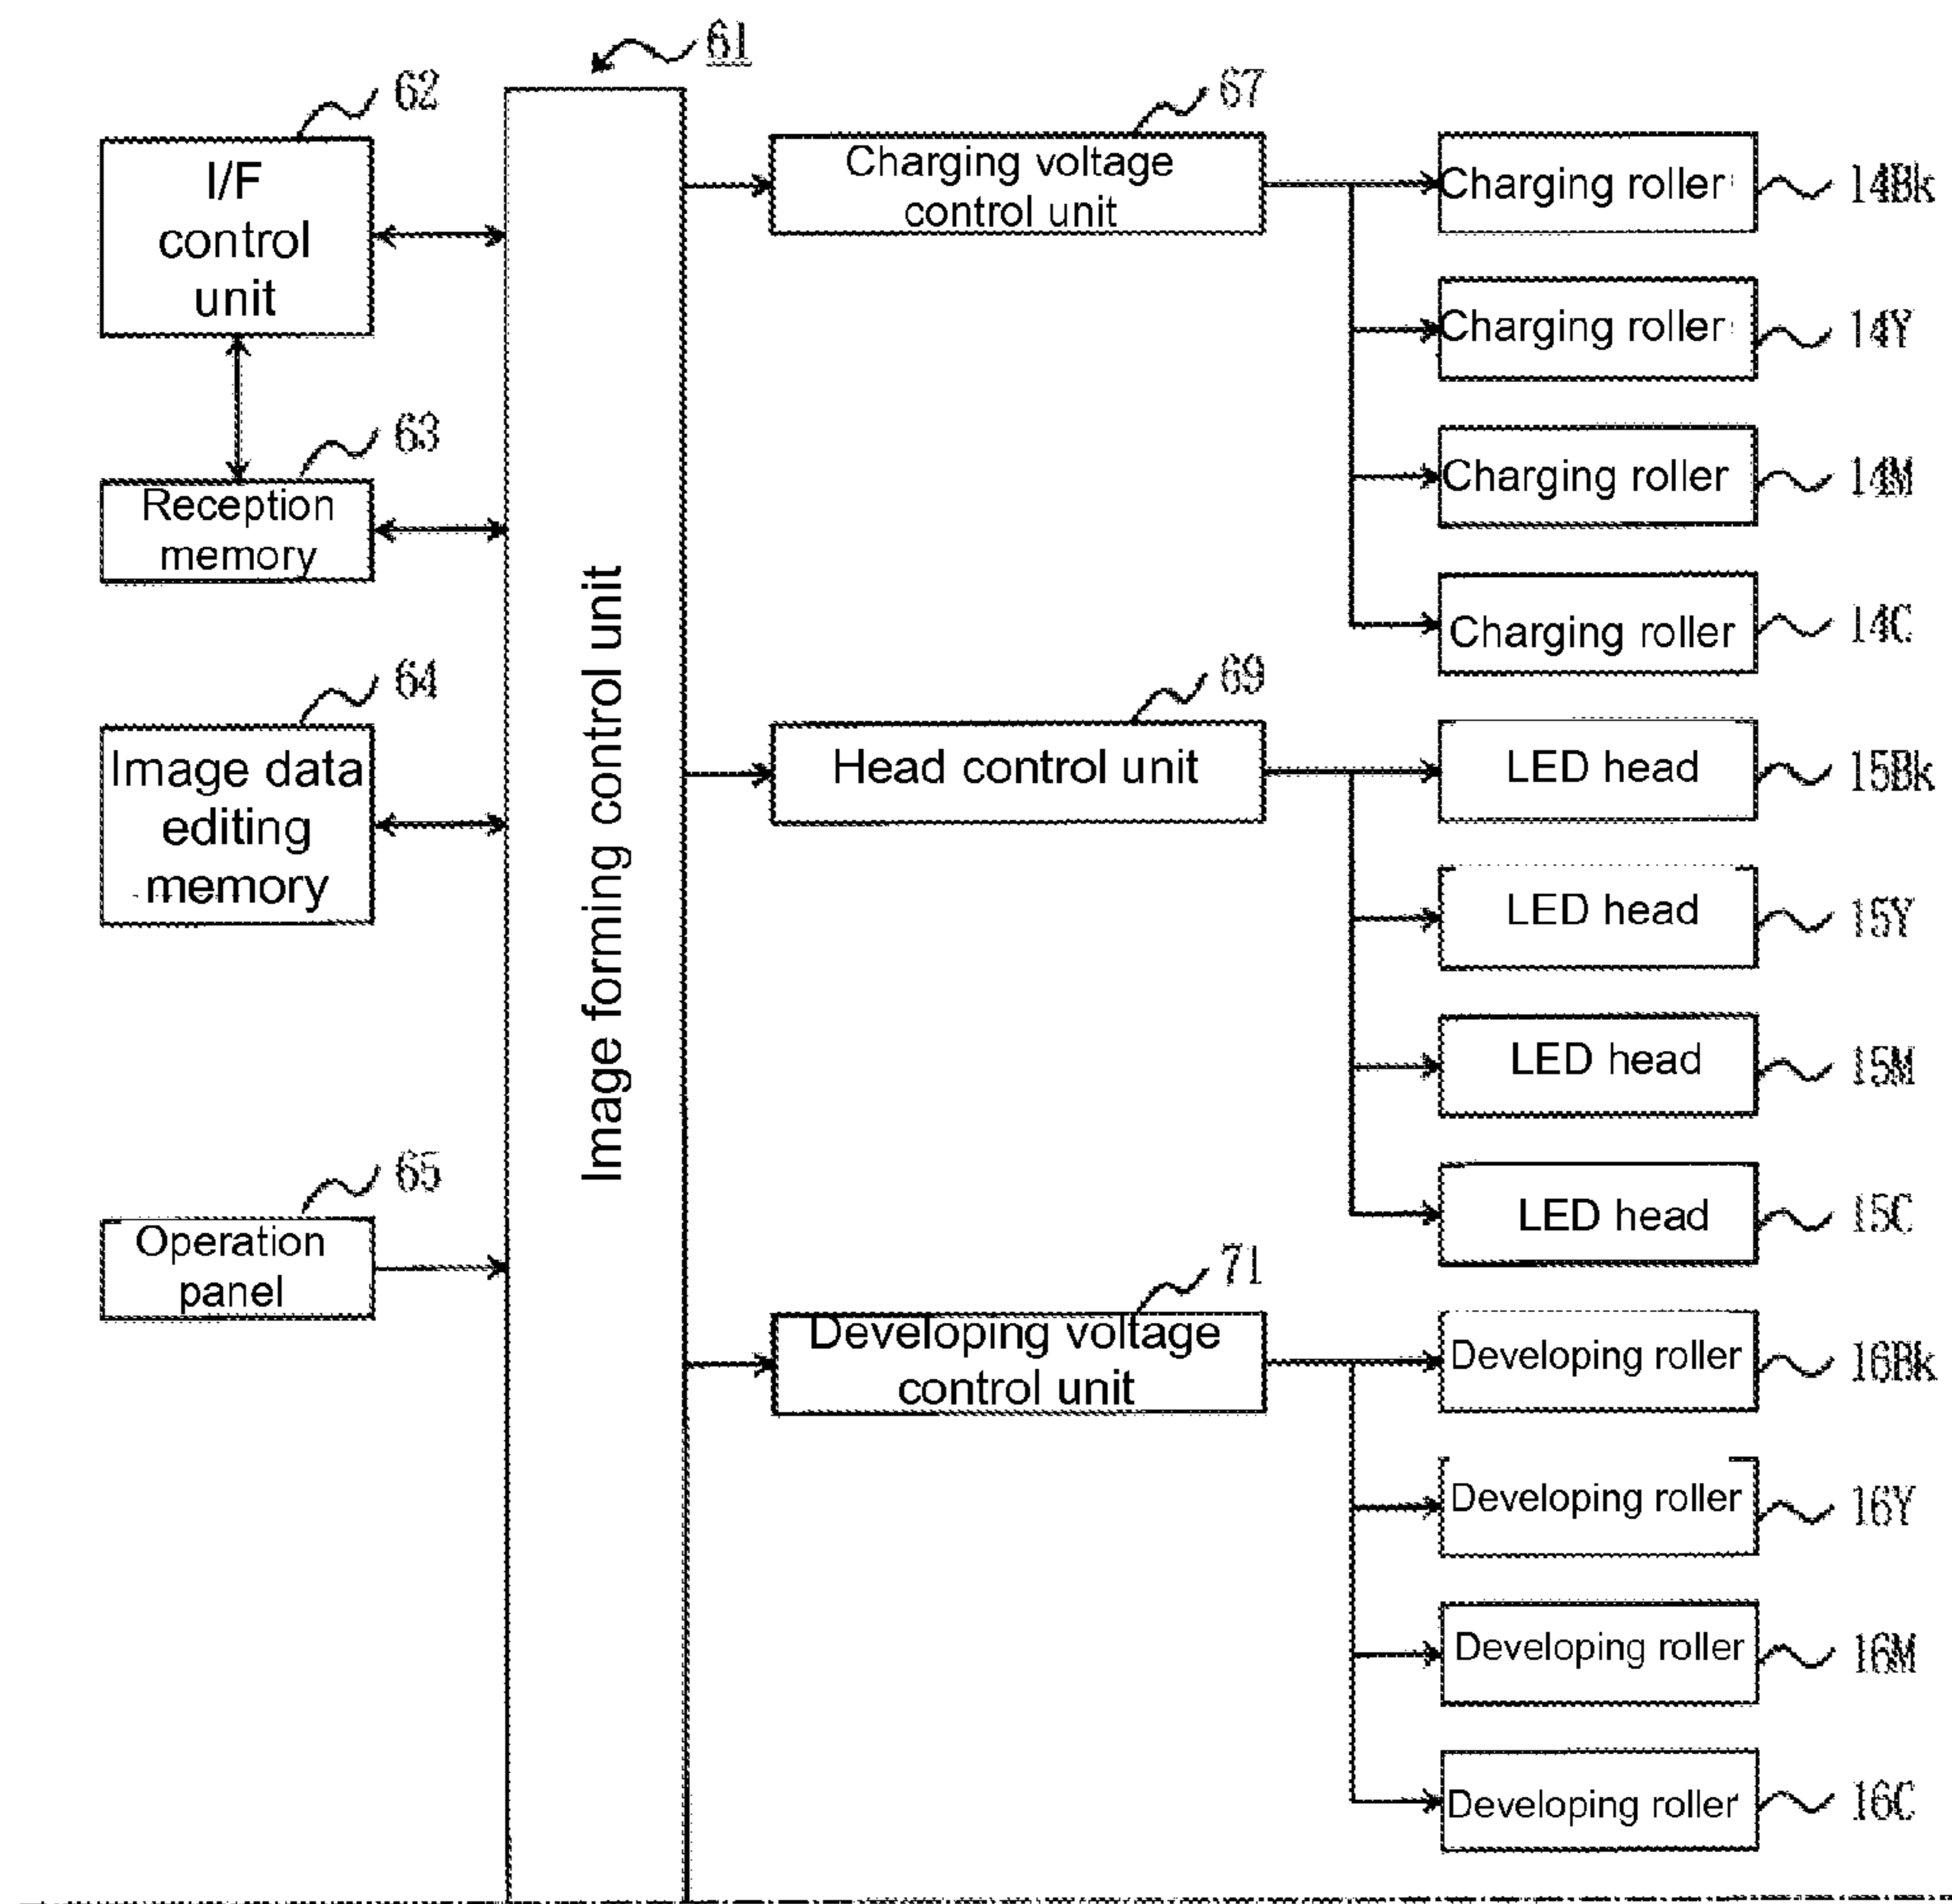 61
62
I/F
control
unit
63
Reception
memory
64
Image data
editing
memory
65
Operation
panel
Image forming control unit
67
Charging voltage
control unit
Charging roller 14Bk
Charging roller 14Y
Charging roller 14M
Charging roller 14C
69
Head control unit
LED head 15Bk
LED head 15Y
LED head 15M
LED head 15C
71
Developing voltage
control unit
Developing roller 16Bk
Developing roller 16Y
Developing roller 16M
Developing roller 16C